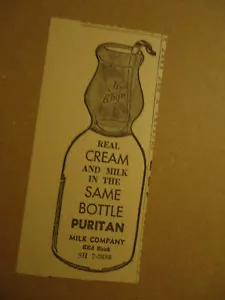 REAL
CREAM
AND MILK
IN THE
SAME
BOTTLE
PURITAN
MILK COMPANY